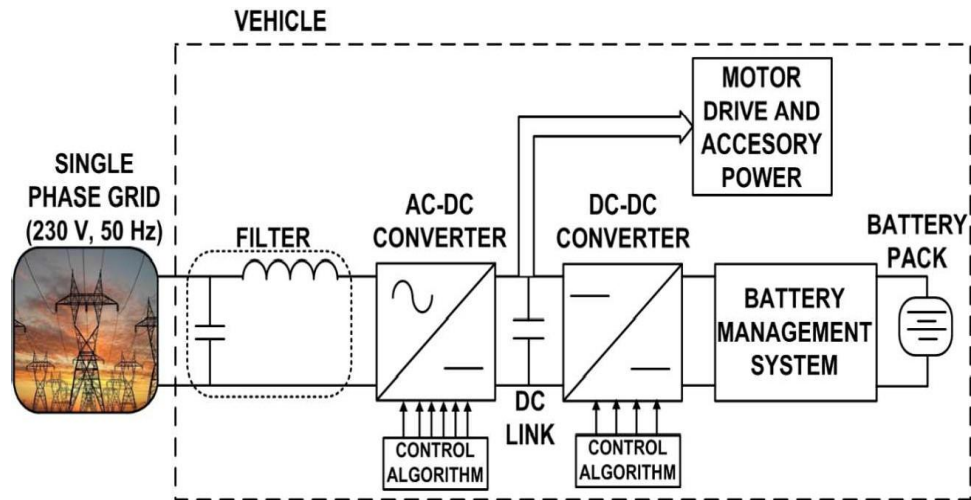 VEHICLE
MOTOR
DRIVE AND
ACCESORY
POWER
SINGLE
PHASE GRID
(230 V, 50 Hz)
FILTER
AC-DC
CONVERTER
DC-DC
CONVERTER
BATTERY
PACK
BATTERY
MANAGEMENT
SYSTEM
DC
LINK
CONTROL
ALGORITHM
CONTROL
ALGORITHM